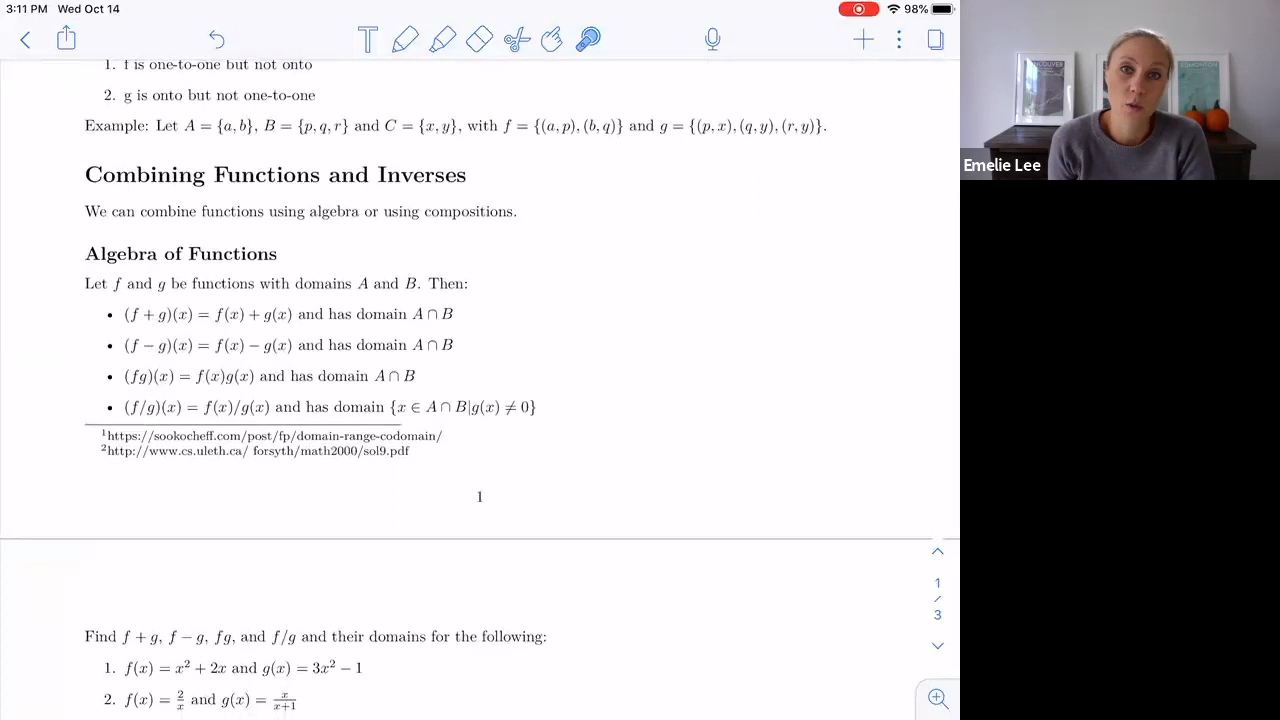 3:11 PM Wed Oct 14
98%
1. f is one-to-one but not onto
2. g is onto but not one-to-one
Example: Let A = {a, b}, B = {p, q, r} and C = {x, y}, with f = {(a, p), (b, q)} and g = {(p, x), (q, y), (r, y)}.
Combining Functions and Inverses
We can combine functions using algebra or using compositions.
Algebra of Functions
Let f and g be functions with domains A and B. Then:
• (f + g)(x) = f(x) + g(x) and has domain A ∩ B
• (f − g)(x) = f(x) − g(x) and has domain A ∩ B
• (fg)(x) = f(x)g(x) and has domain A ∩ B
• (f/g)(x) = f(x)/g(x) and has domain {x ∈ A ∩ B|g(x) ≠ 0}
¹https://sookocheff.com/post/fp/domain-range-codomain/
²http://www.cs.uleth.ca/ forsyth/math2000/sol9.pdf
1
1
/
3
Find f + g, f − g, fg, and f/g and their domains for the following:
1. f(x) = x² + 2x and g(x) = 3x² − 1
2. f(x) = 2/x and g(x) = x/(x+1)
Emelie Lee
EDMONTON